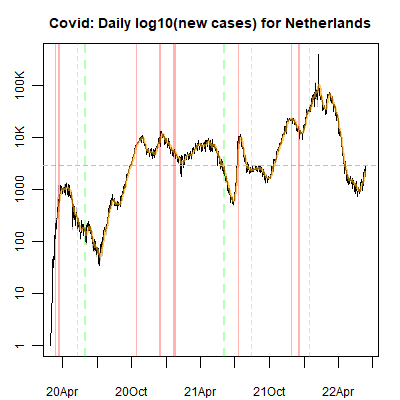 Covid: Daily log10(new cases) for Netherlands
100K
10K
1000
100
10
1
20Apr 20Oct 21Apr 21Oct 22Apr